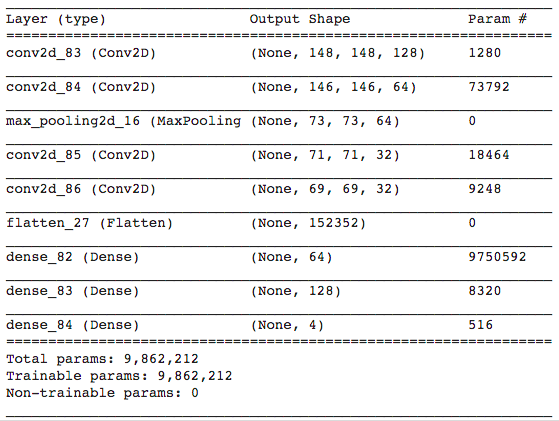 Layer (type) Output Shape Param #
conv2d_83 (Conv2D) (None, 148, 148, 128) 1280
conv2d_84 (Conv2D) (None, 146, 146, 64) 73792
max_pooling2d_16 (MaxPooling (None, 73, 73, 64) 0
conv2d_85 (Conv2D) (None, 71, 71, 32) 18464
conv2d_86 (Conv2D) (None, 69, 69, 32) 9248
flatten_27 (Flatten) (None, 152352) 0
dense_82 (Dense) (None, 64) 9750592
dense_83 (Dense) (None, 128) 8320
dense_84 (Dense) (None, 4) 516
Total params: 9,862,212
Trainable params: 9,862,212
Non-trainable params: 0